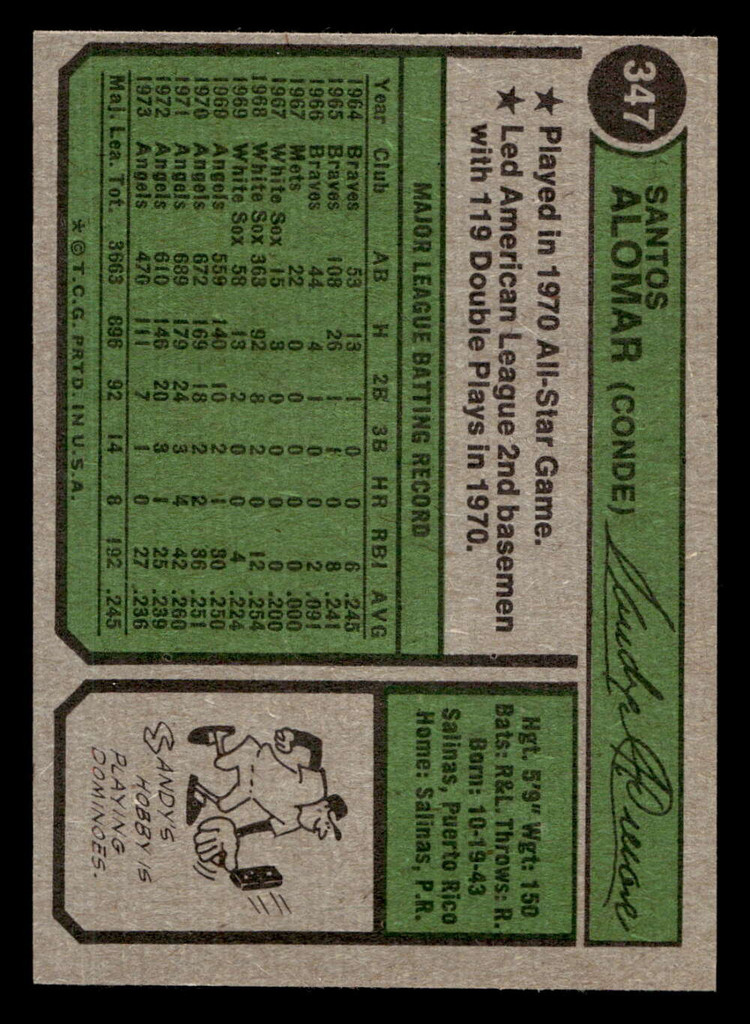 347
SANTOS
ALOMAR (CONDE)
★ Played in 1970 All-Star Game.
★ Led American League 2nd basemen
with 119 Double Plays in 1970.
MAJOR LEAGUE BATTING RECORD
Year Club AB H 2B 3B HR RBI AVG
1964 Braves 53 13 1 0 0 6 .245
1965 Braves 108 26 1 1 0 8 .241
1966 Braves 44 4 1 0 0 2 .091
1967 Mets 22 0 0 0 0 0 .000
1967 White Sox 15 3 0 0 0 0 .200
1968 White Sox 363 92 8 2 0 12 .254
1969 White Sox 58 13 2 0 0 4 .224
1969 Angels 559 140 10 2 1 30 .250
1970 Angels 672 169 18 2 2 36 .251
1971 Angels 689 179 24 3 4 42 .260
1972 Angels 610 146 20 3 1 25 .239
1973 Angels 470 111 7 1 0 27 .236
Maj. Lea. Tot. 3663 896 92 14 8 192 .245
* © T.C.G. PRTD. IN U.S.A.
Hgt. 5'9" Wgt: 150
Bats: R&L Throws: R.
Born: 10-19-43
Salinas, Puerto Rico
Home: Salinas, P.R.
SANDY'S
HOBBY IS
PLAYING
DOMINOES.